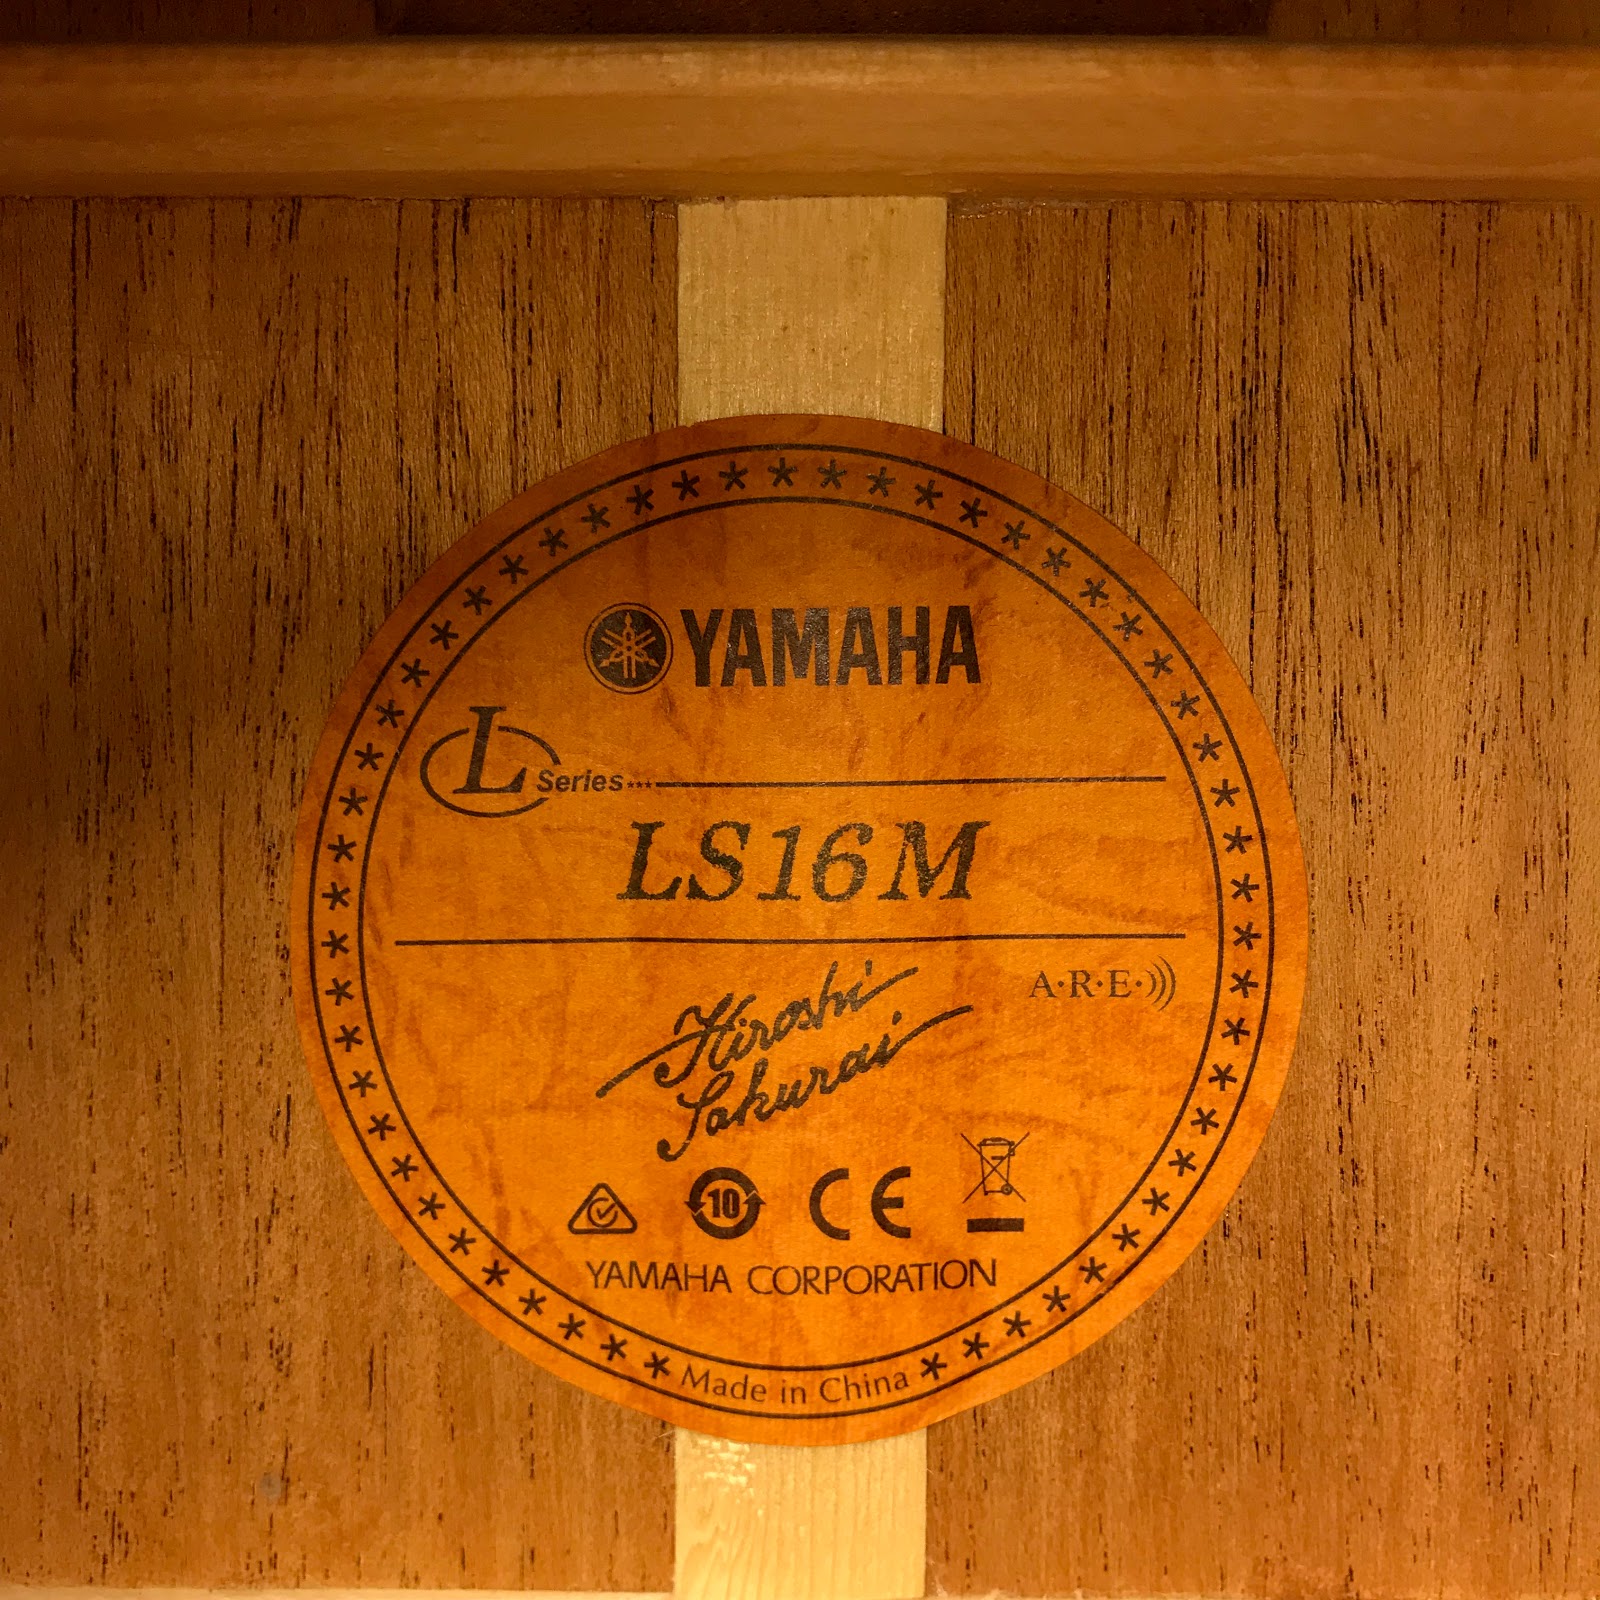 YAMAHA
L Series***
LS16M
A·R·E·)))
Hiroshi
Sakurai
10
CE
YAMAHA CORPORATION
Made in China